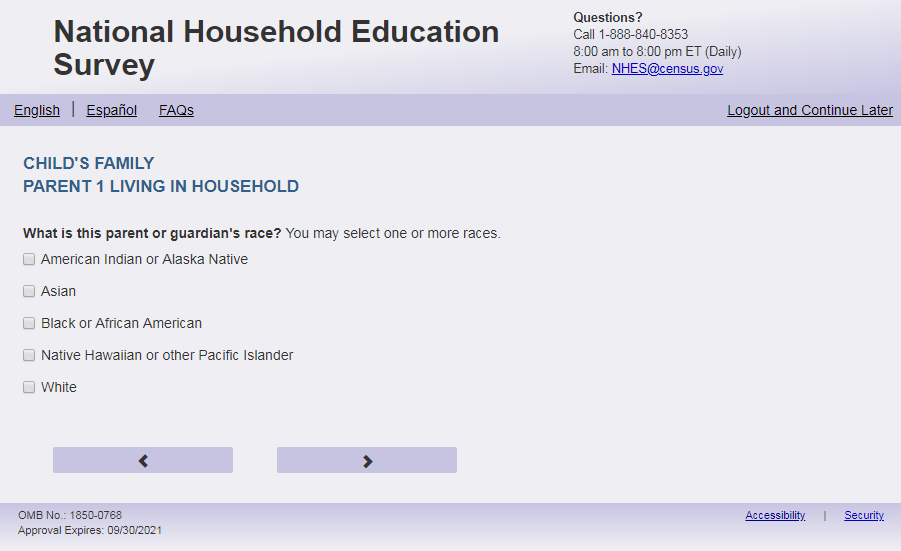 National Household Education
Survey
Questions?
Call 1-888-840-8353
8:00 am to 8:00 pm ET (Daily)
Email: NHES@census.gov
English | Español FAQs
Logout and Continue Later
CHILD'S FAMILY
PARENT 1 LIVING IN HOUSEHOLD
What is this parent or guardian's race? You may select one or more races.
American Indian or Alaska Native
Asian
Black or African American
Native Hawaiian or other Pacific Islander
White
OMB No.: 1850-0768
Approval Expires: 09/30/2021
Accessibility | Security